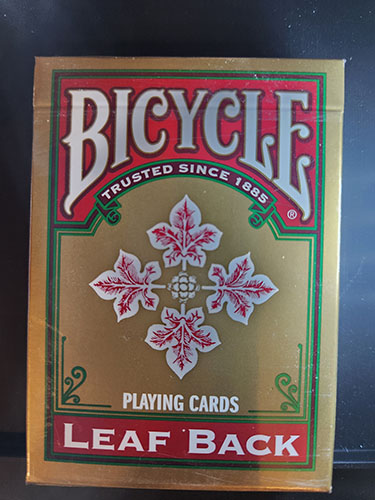 BICYCLE
TRUSTED SINCE 1885
®
PLAYING CARDS
LEAF BACK